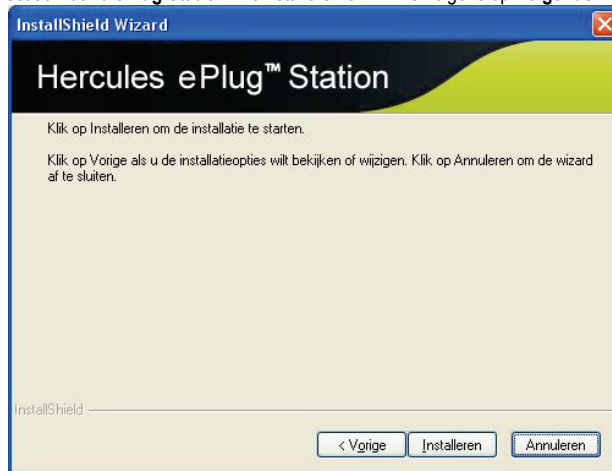 InstallShield Wizard
Hercules ePlug™ Station
Klik op Installeren om de installatie te starten.
Klik op Vorige als u de installatieopties wilt bekijken of wijzigen. Klik op Annuleren om de wizard
af te sluiten.
InstallShield
< Vorige Installeren Annuleren